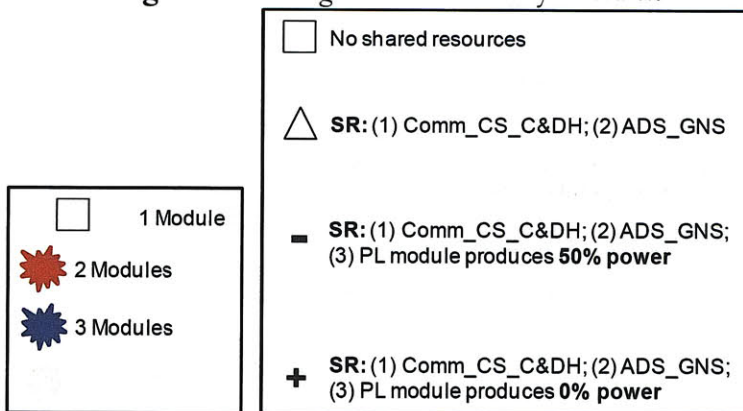 No shared resources
SR: (1) Comm_CS_C&DH; (2) ADS_GNS
SR: (1) Comm_CS_C&DH; (2) ADS_GNS;
(3) PL module produces 50% power
SR: (1) Comm_CS_C&DH; (2) ADS_GNS;
(3) PL module produces 0% power
1 Module
2 Modules
3 Modules